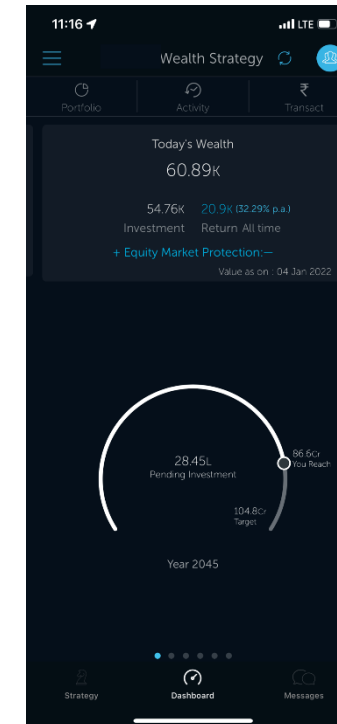 11:16
LTE
Wealth Strategy
Portfolio
Activity
₹
Transact
Today's Wealth
60.89K
54.76K 20.9K (32.29% p.a.)
Investment Return All time
+ Equity Market Protection:—
Value as on : 04 Jan 2022
28.45L
Pending Investment
86.6Cr
You Reach
104.8Cr
Target
Year 2045
Strategy
Dashboard
Messages